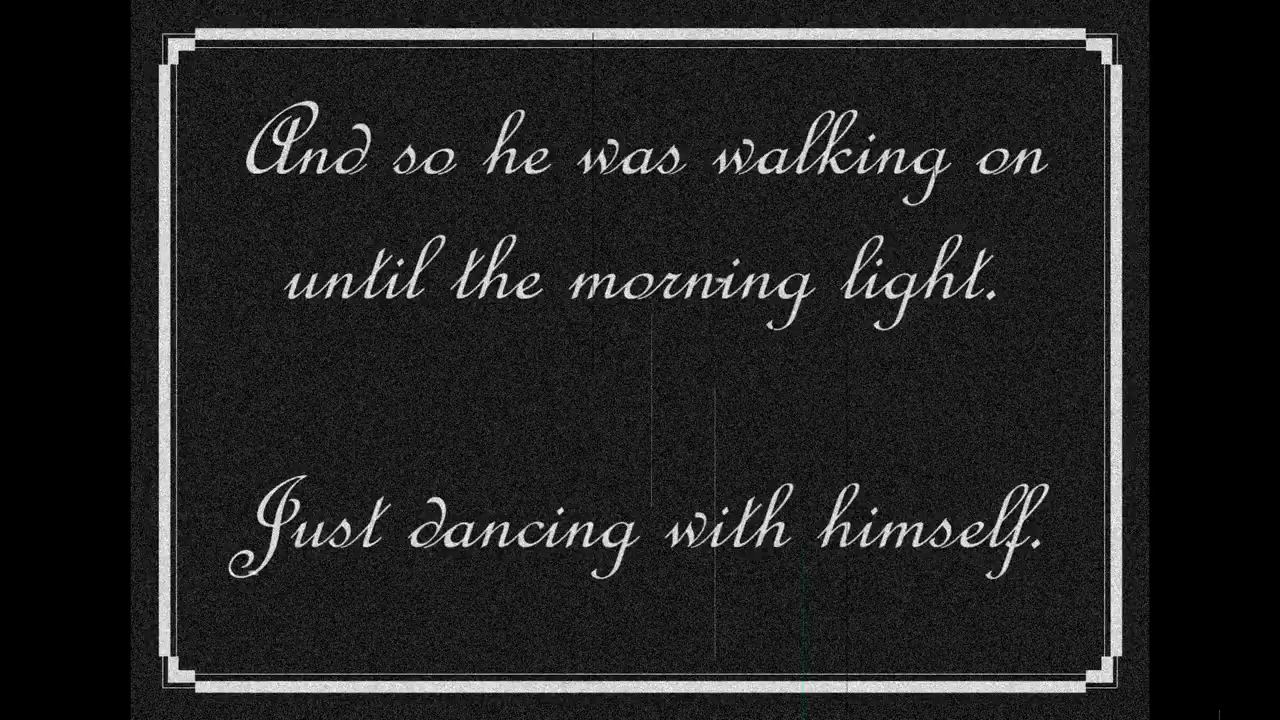 And so he was walking on
until the morning light.
Just dancing with himself.